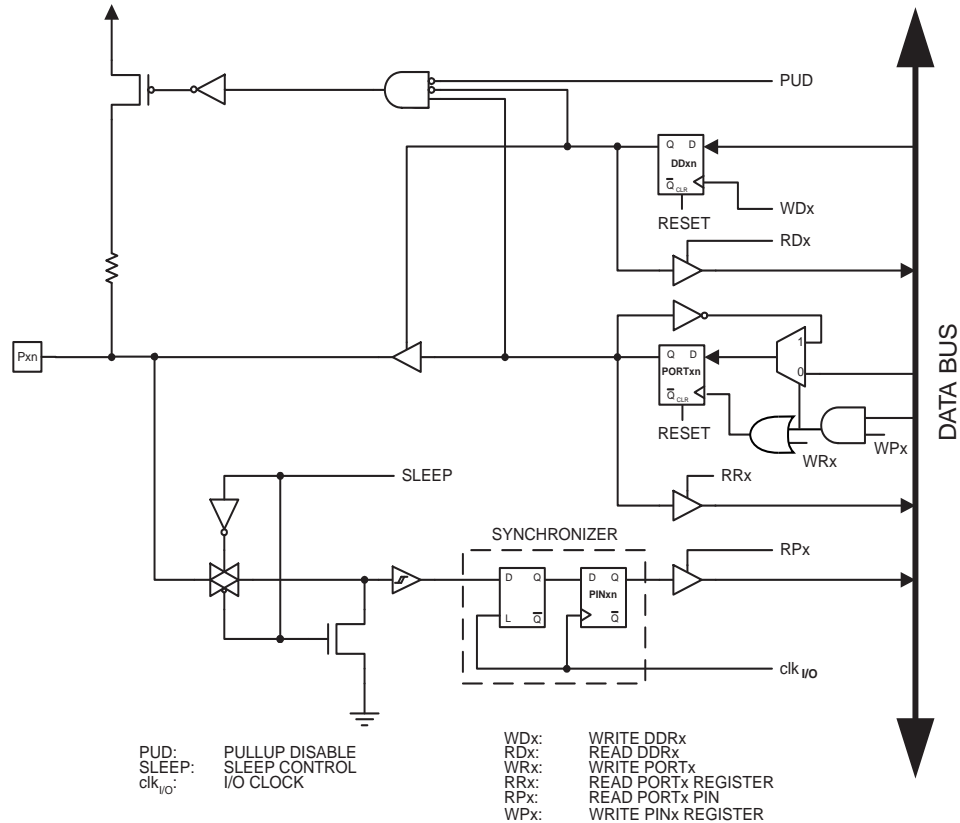 PUD
Q D
DDxn
Q CLR
WDx
RESET
RDx
Pxn
1
Q D
PORTxn
0
Q CLR
RESET
WRx
WPx
DATA BUS
SLEEP
RRx
SYNCHRONIZER
RPx
D Q
D Q
PINxn
L Q
Q
clk I/O
PUD: PULLUP DISABLE
SLEEP: SLEEP CONTROL
clkI/O: I/O CLOCK
WDx: WRITE DDRx
RDx: READ DDRx
WRx: WRITE PORTx
RRx: READ PORTx REGISTER
RPx: READ PORTx PIN
WPx: WRITE PINx REGISTER